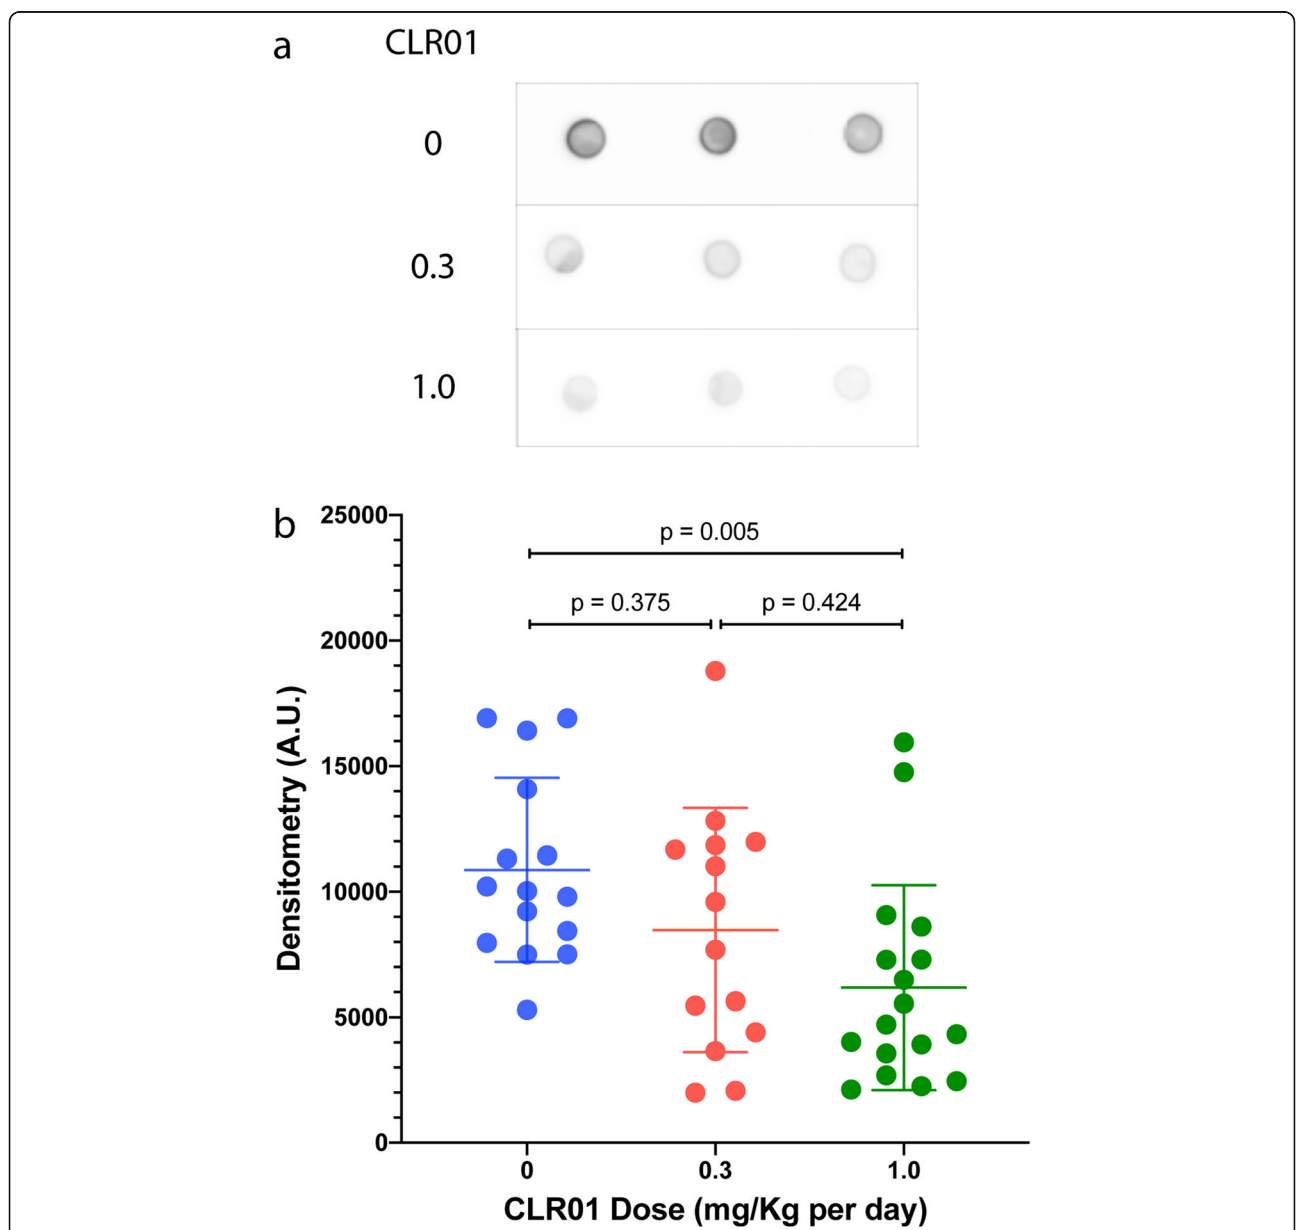 a
CLR01
0
0.3
1.0
b
25000
20000
15000
10000
5000
0
p = 0.005
p = 0.375
p = 0.424
Densitometry (A.U.)
0
0.3
1.0
CLR01 Dose (mg/Kg per day)